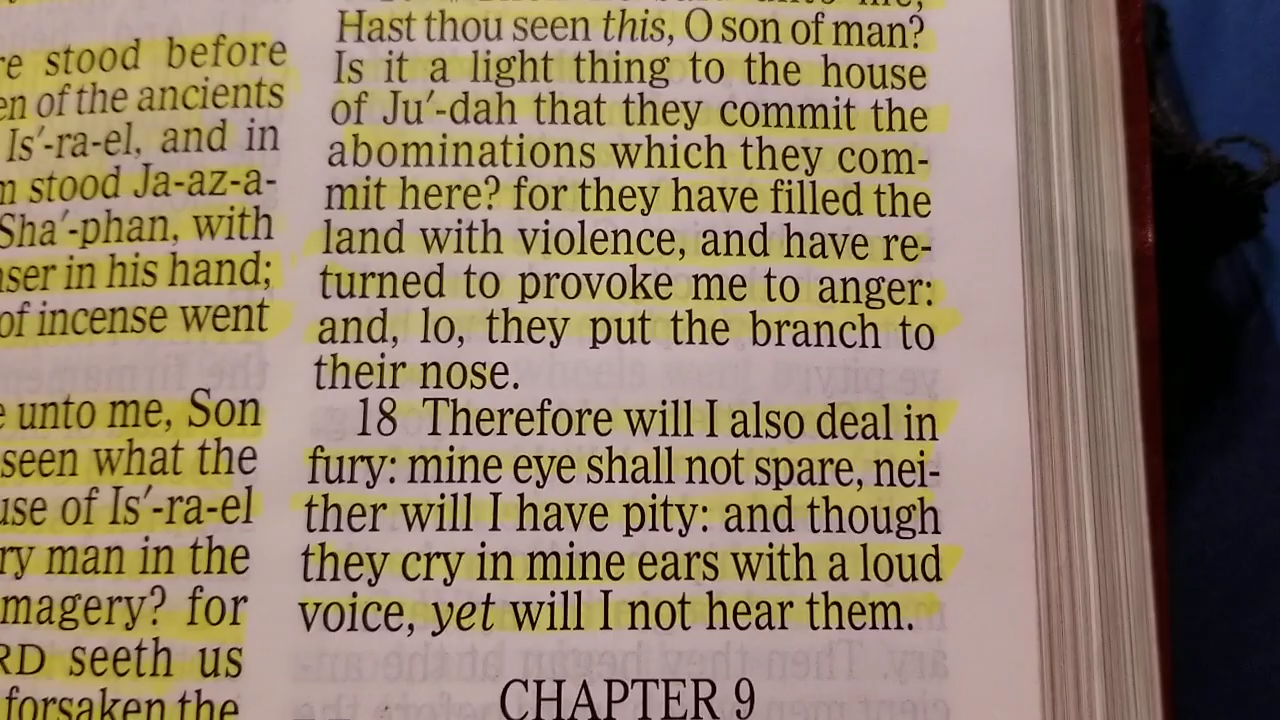 re stood before
en of the ancients
Is′-ra-el, and in
stood Ja-az-a-
Sha′-phan, with
in his hand;
of incense went
unto me, Son
seen what the
of Is′-ra-el
man in the
for
seeth us
forsaken the
Hast thou seen this, O son of man?
Is it a light thing to the house
of Ju′-dah that they commit the
abominations which they com-
mit here? for they have filled the
land with violence, and have re-
turned to provoke me to anger:
and, lo, they put the branch to
their nose.
18 Therefore will I also deal in
fury: mine eye shall not spare, nei-
ther will I have pity: and though
they cry in mine ears with a loud
voice, yet will I not hear them.
CHAPTER 9